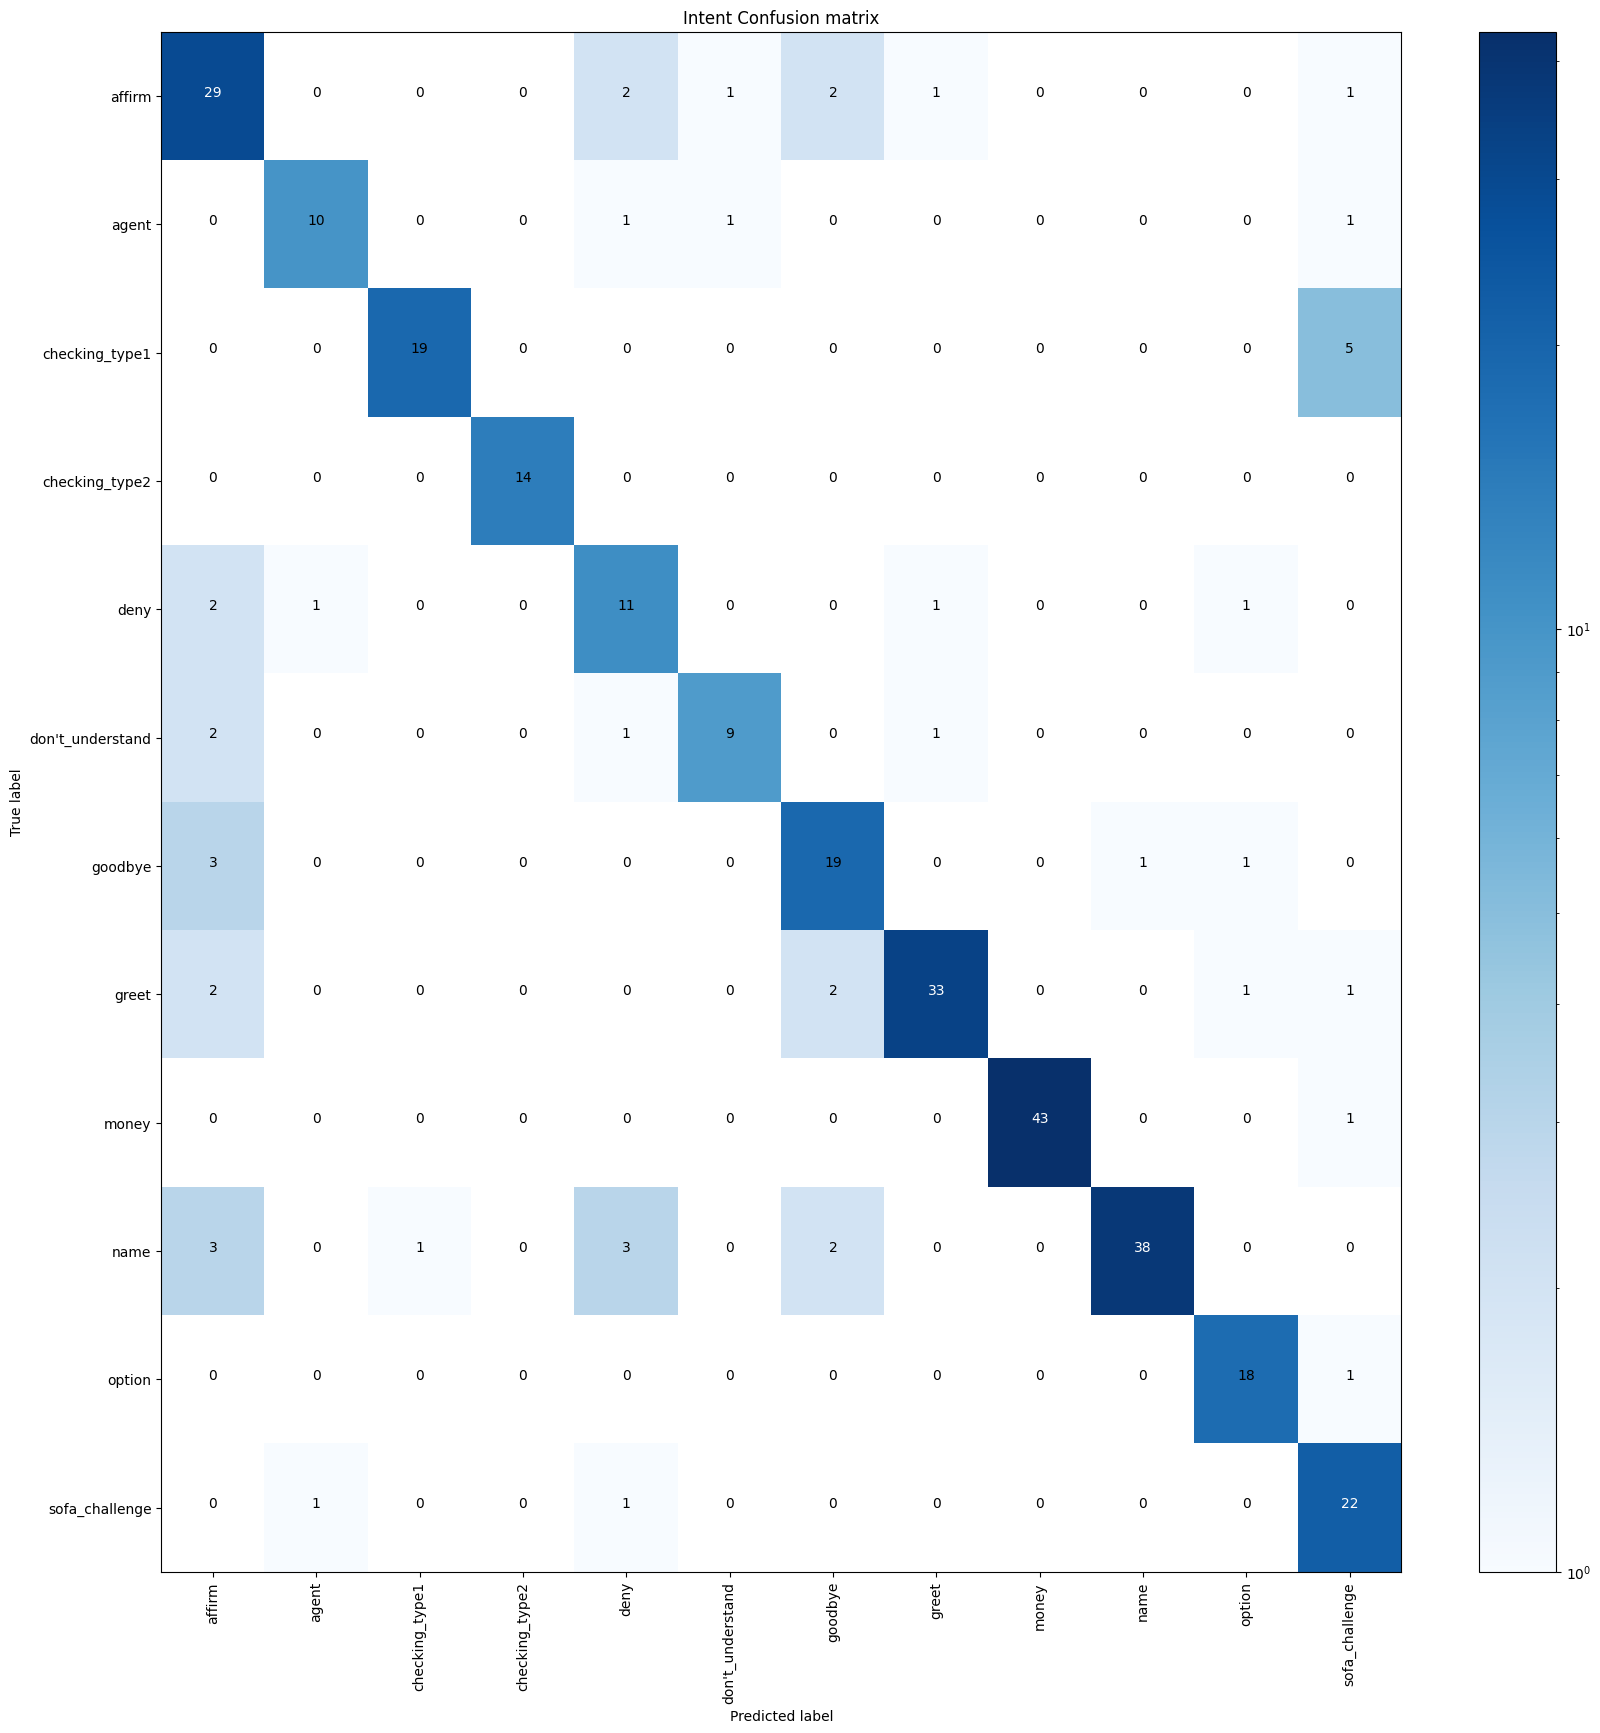 Intent Confusion matrix
affirm 29 0 0 0 2 1 2 1 0 0 0 1
agent 0 10 0 0 1 1 0 0 0 0 0 1
checking_type1 0 0 19 0 0 0 0 0 0 0 0 5
checking_type2 0 0 0 14 0 0 0 0 0 0 0 0
deny 2 1 0 0 11 0 0 1 0 0 1 0
don't_understand 2 0 0 0 1 9 0 1 0 0 0 0
goodbye 3 0 0 0 0 0 19 0 0 1 1 0
greet 2 0 0 0 0 0 2 33 0 0 1 1
money 0 0 0 0 0 0 0 0 43 0 0 1
name 3 0 1 0 3 0 2 0 0 38 0 0
option 0 0 0 0 0 0 0 0 0 0 18 1
sofa_challenge 0 1 0 0 1 0 0 0 0 0 0 22
True label
affirm agent checking_type1 checking_type2 deny don't_understand goodbye greet money name option sofa_challenge
Predicted label
10¹
10⁰